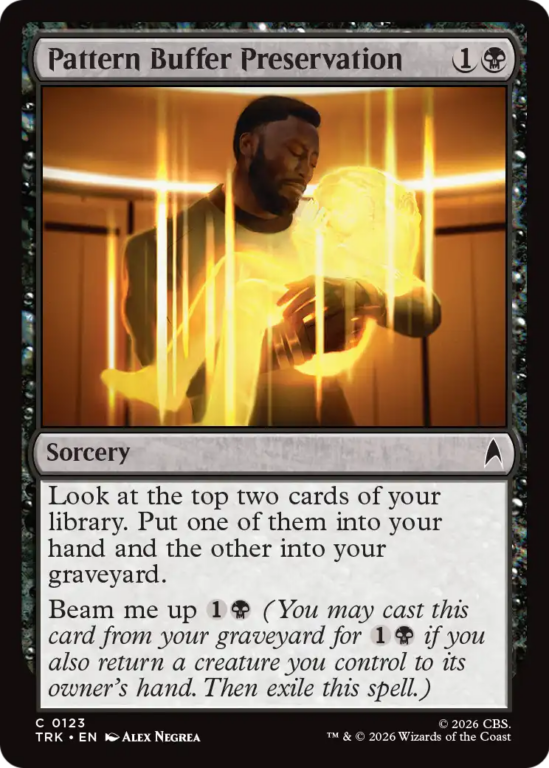 Pattern Buffer Preservation 1
Sorcery
Look at the top two cards of your
library. Put one of them into your
hand and the other into your
graveyard.
Beam me up 1 (You may cast this
card from your graveyard for 1 if you
also return a creature you control to its
owner's hand. Then exile this spell.)
C 0123 © 2026 CBS.
TRK • EN ALEX NEGREA ™ & © 2026 Wizards of the Coast